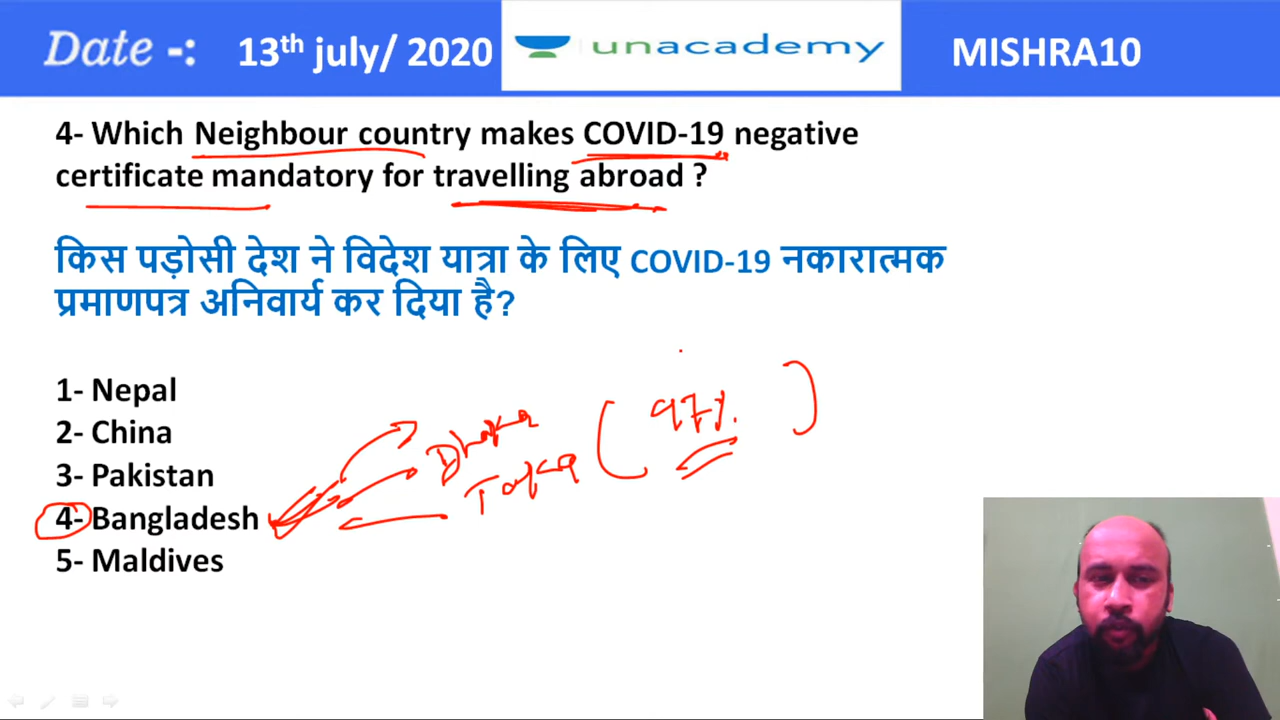 Date -: 13th july/ 2020 unacademy MISHRA10
4- Which Neighbour country makes COVID-19 negative
certificate mandatory for travelling abroad ?
किस पड़ोसी देश ने विदेश यात्रा के लिए COVID-19 नकारात्मक
प्रमाणपत्र अनिवार्य कर दिया है?
1- Nepal
2- China
3- Pakistan
4- Bangladesh
5- Maldives
Dhaka
Taka
(97%.)